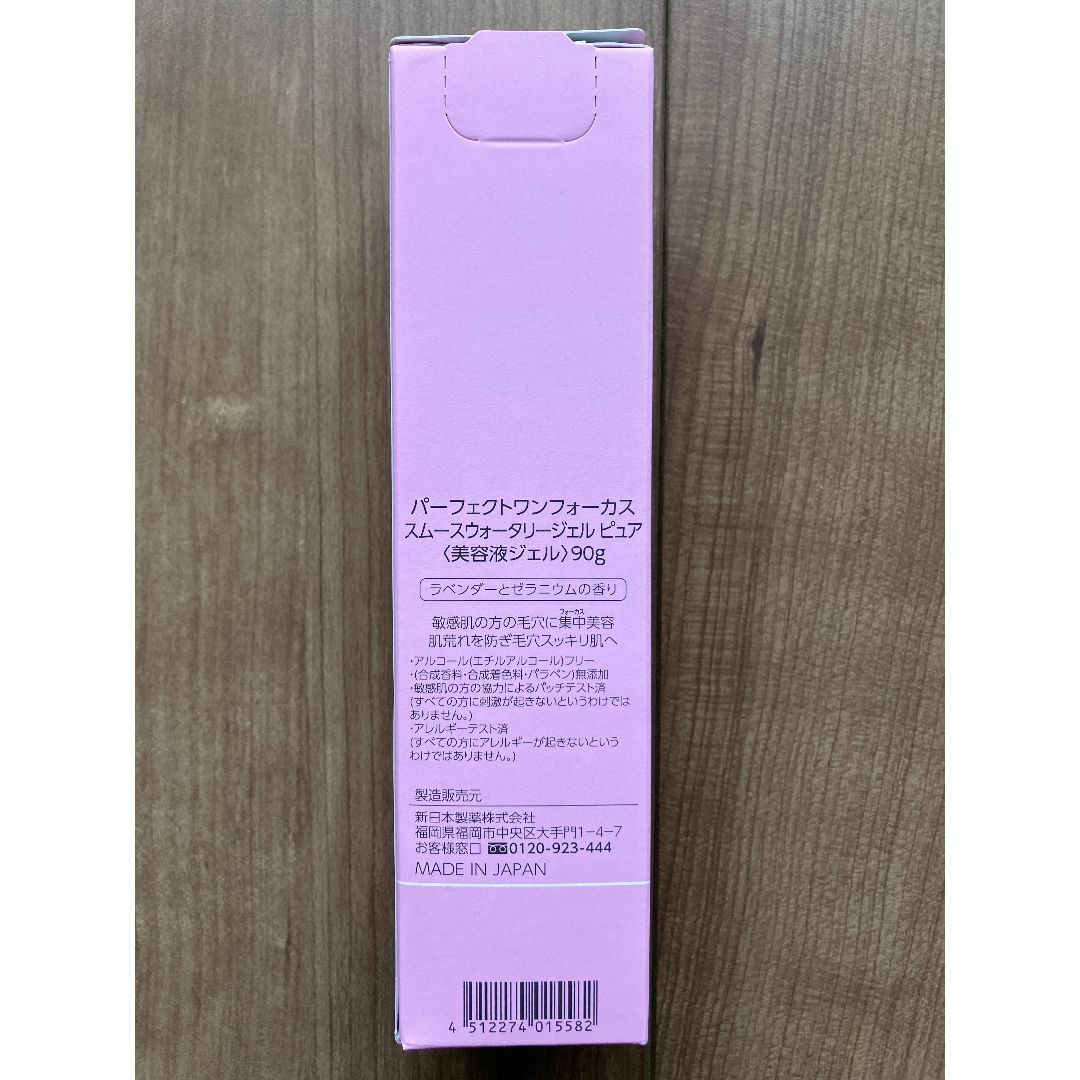 パーフェクトワンフォーカス
スムースウォータリージェル ピュア
〈美容液ジェル〉90g
ラベンダーとゼラニウムの香り
フォーカス
敏感肌の方の毛穴に集中美容
肌荒れを防ぎ毛穴スッキリ肌へ
・アルコール(エチルアルコール)フリー
・(合成香料・合成着色料・パラベン)無添加
・敏感肌の方の協力によるパッチテスト済
(すべての方に刺激が起きないというわけでは
ありません。)
・アレルギーテスト済
(すべての方にアレルギーが起きないという
わけではありません。)
製造販売元
新日本製薬株式会社
福岡県福岡市中央区大手門1-4-7
お客様窓口 0120-923-444
MADE IN JAPAN
4 512274 015582